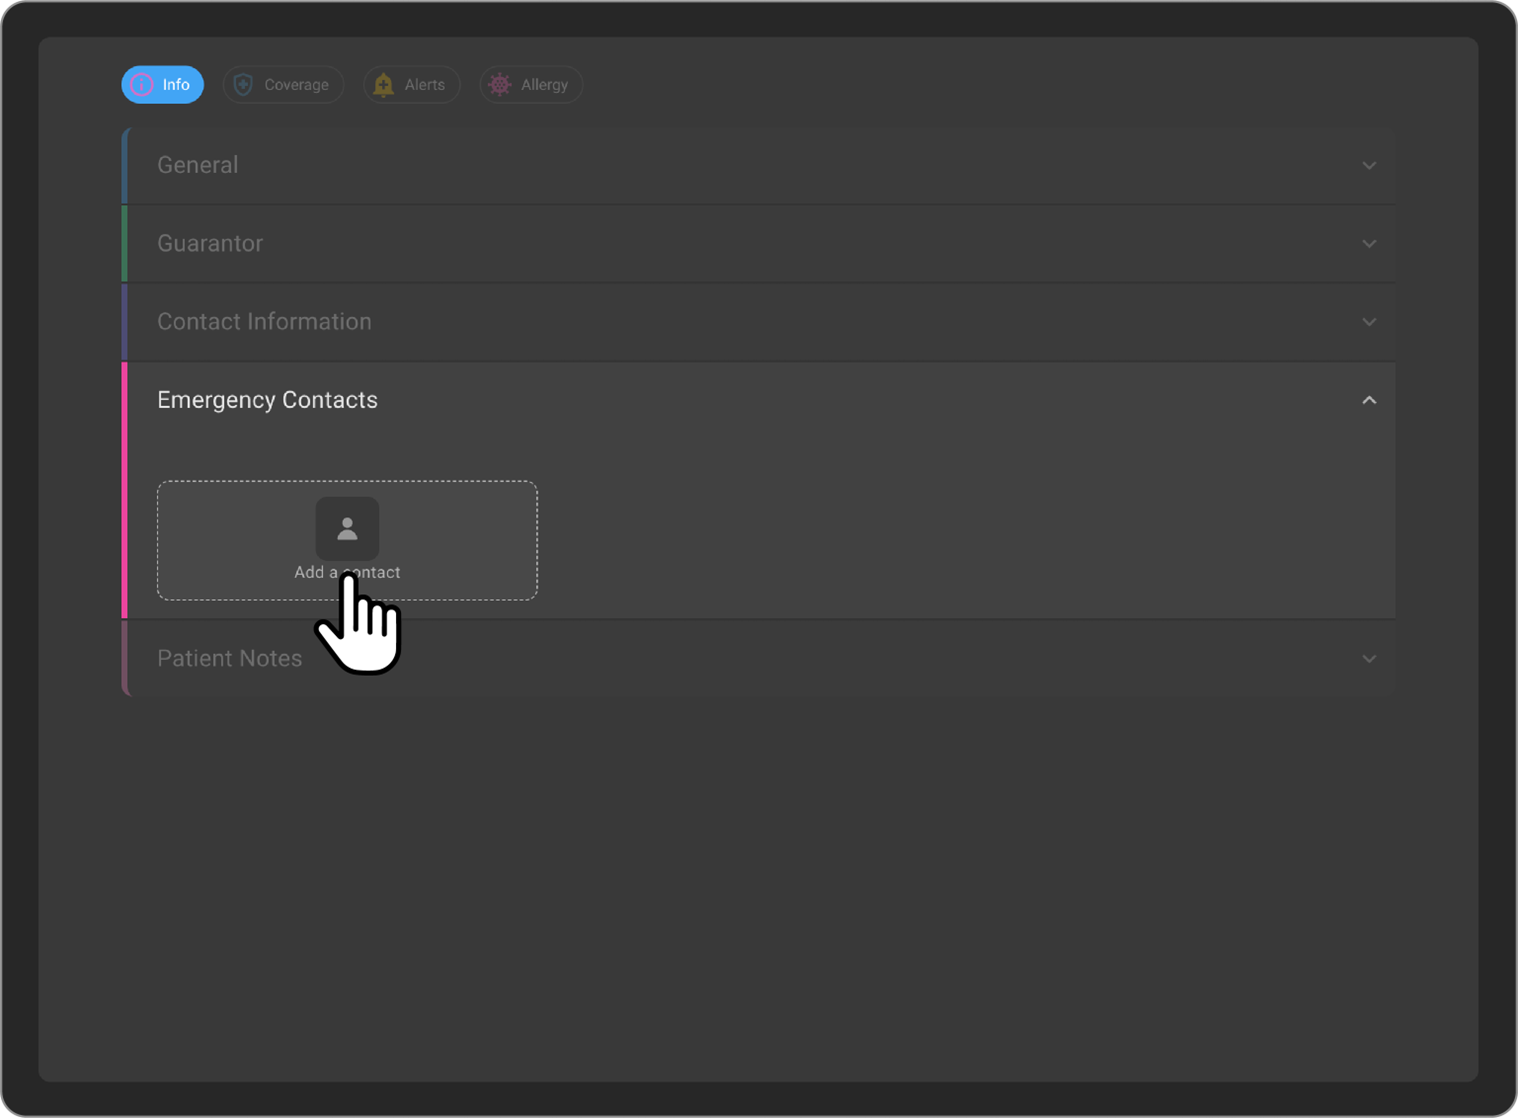 Info
Coverage
Alerts
Allergy
General
Guarantor
Contact Information
Emergency Contacts
Add a contact
Patient Notes